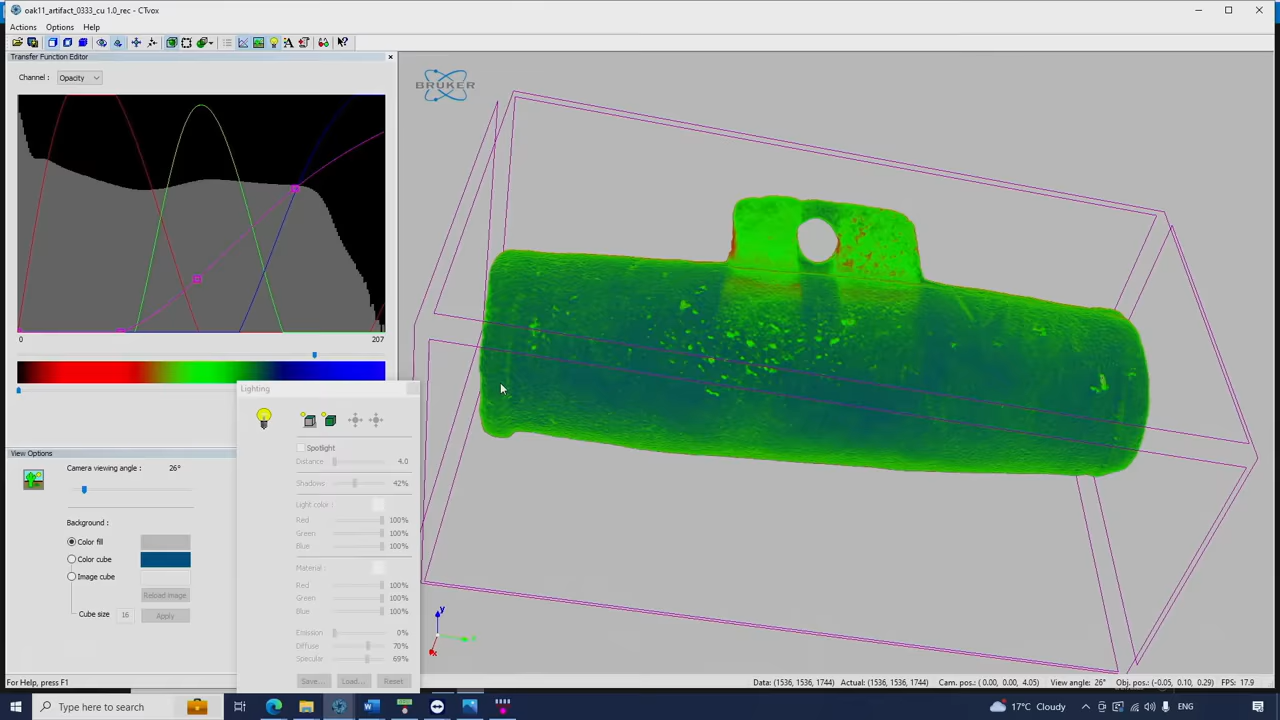 oak11_artifact_0333_cu 1.0_rec - CTvox
Actions Options Help
Transfer Function Editor
Channel : Opacity
BRUKER
0 207
Lighting
Spotlight
Distance 4.0
Shadows 42%
Light color :
Red 100%
Green 100%
Blue 100%
Material :
Red 100%
Green 100%
Blue 100%
Emission 0%
Diffuse 70%
Specular 69%
Save... Load... Reset
View Options
Camera viewing angle : 26°
Background :
Color fill
Color cube
Image cube
Reload image
Cube size 16 Apply
y
x
For Help, press F1
Data: (1536, 1536, 1744) Actual: (1536, 1536, 1744) Cam. pos.: (0.00, 0.00, 4.05) View angle: 26° Obj. pos.: (-0.05, 0.10, 0.29) FPS: 17.9
Type here to search
17°C Cloudy
ENG